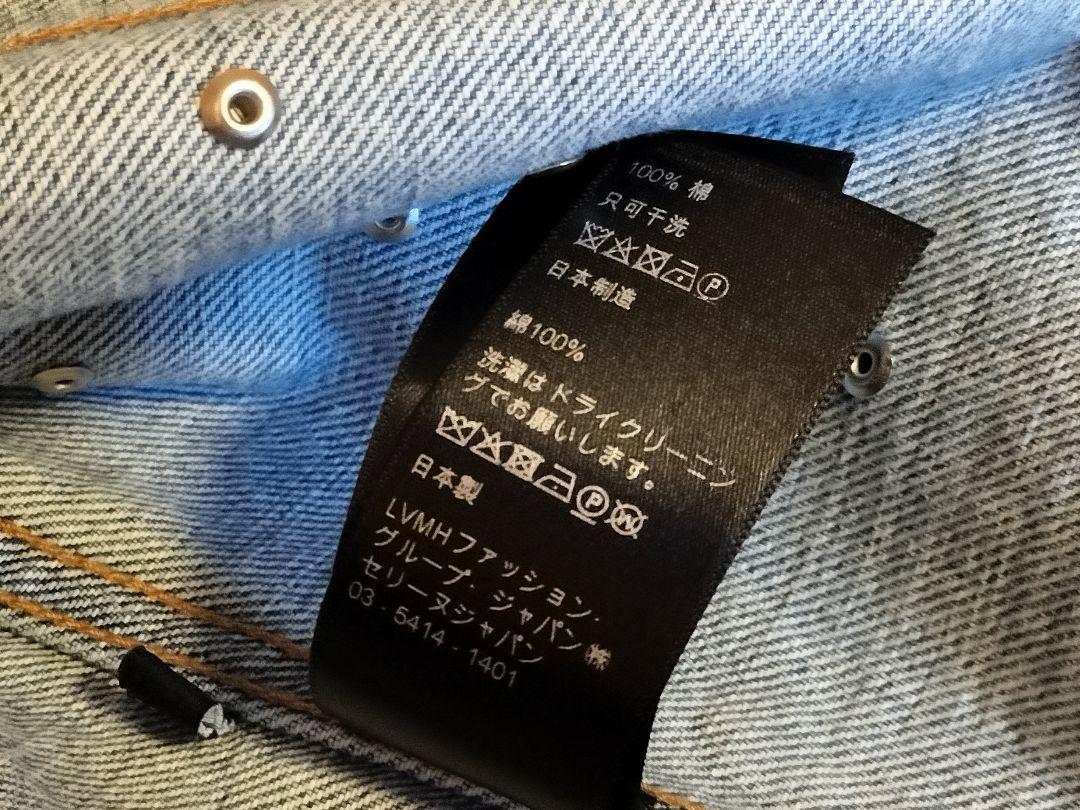 100% 棉
只可干洗
P
日本制造
綿100%
洗濯はドライクリーニン
グでお願いします。
P W
日本製
LVMHファッション・
グループ・ジャパン㈱
セリーヌジャパン
03 - 5414 - 1401